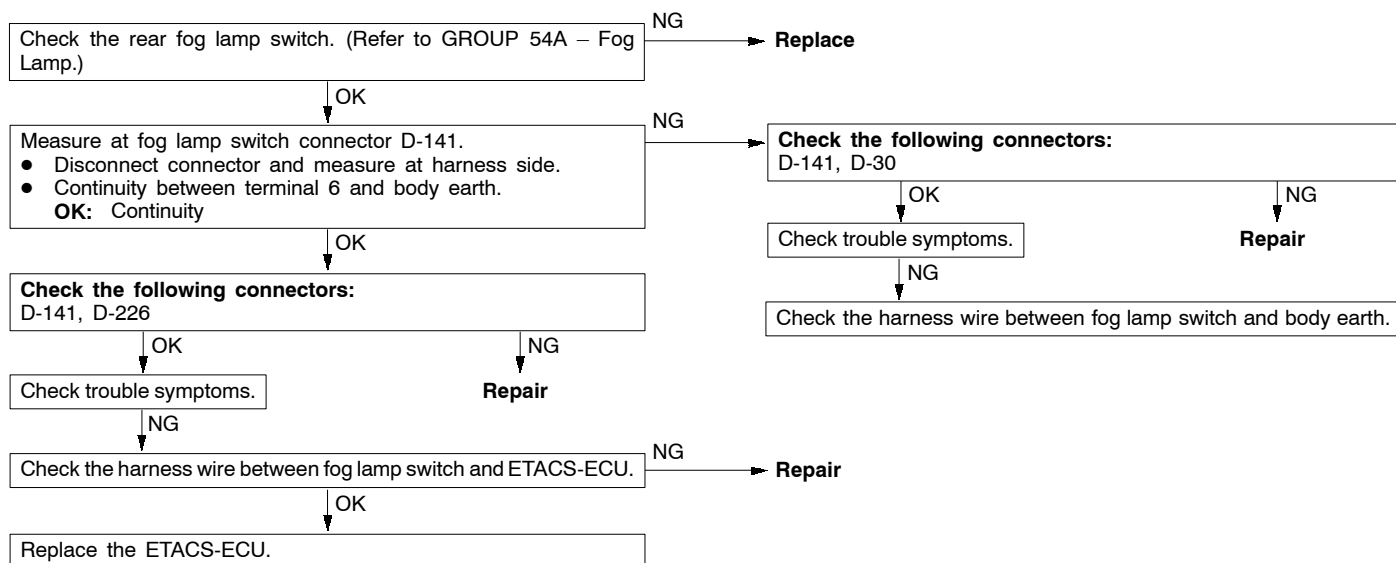 Check the rear fog lamp switch. (Refer to GROUP 54A – Fog
Lamp.)
NG
Replace
OK
Measure at fog lamp switch connector D-141.
● Disconnect connector and measure at harness side.
● Continuity between terminal 6 and body earth.
OK: Continuity
NG
Check the following connectors:
D-141, D-30
OK
NG
Check trouble symptoms.
Repair
NG
Check the harness wire between fog lamp switch and body earth.
OK
Check the following connectors:
D-141, D-226
OK
NG
Check trouble symptoms.
Repair
NG
Check the harness wire between fog lamp switch and ETACS-ECU.
NG
Repair
OK
Replace the ETACS-ECU.